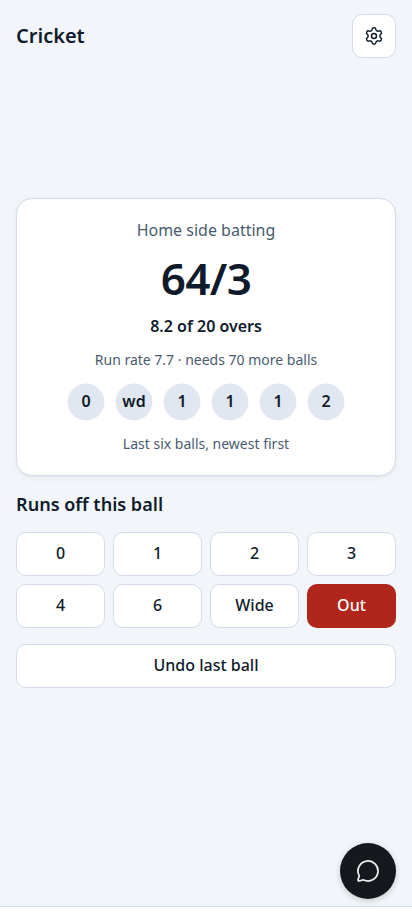 Cricket
Home side batting
64/3
8.2 of 20 overs
Run rate 7.7 · needs 70 more balls
0 wd 1 1 1 2
Last six balls, newest first
Runs off this ball
0 1 2 3
4 6 Wide Out
Undo last ball